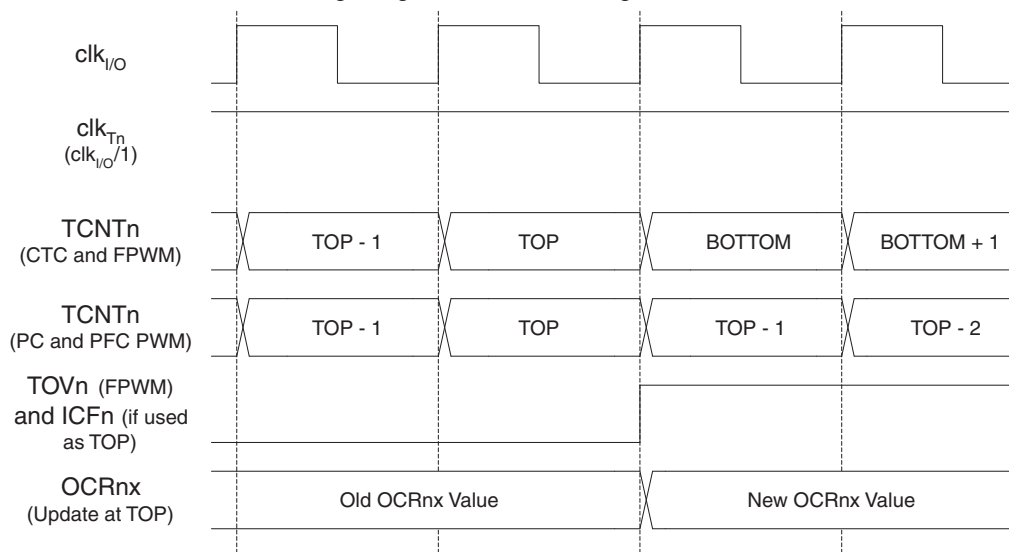 clkI/O
clkTn
(clkI/O/1)
TCNTn
(CTC and FPWM)
TOP - 1
TOP
BOTTOM
BOTTOM + 1
TCNTn
(PC and PFC PWM)
TOP - 1
TOP
TOP - 1
TOP - 2
TOVn (FPWM)
and ICFn (if used
as TOP)
OCRnx
(Update at TOP)
Old OCRnx Value
New OCRnx Value